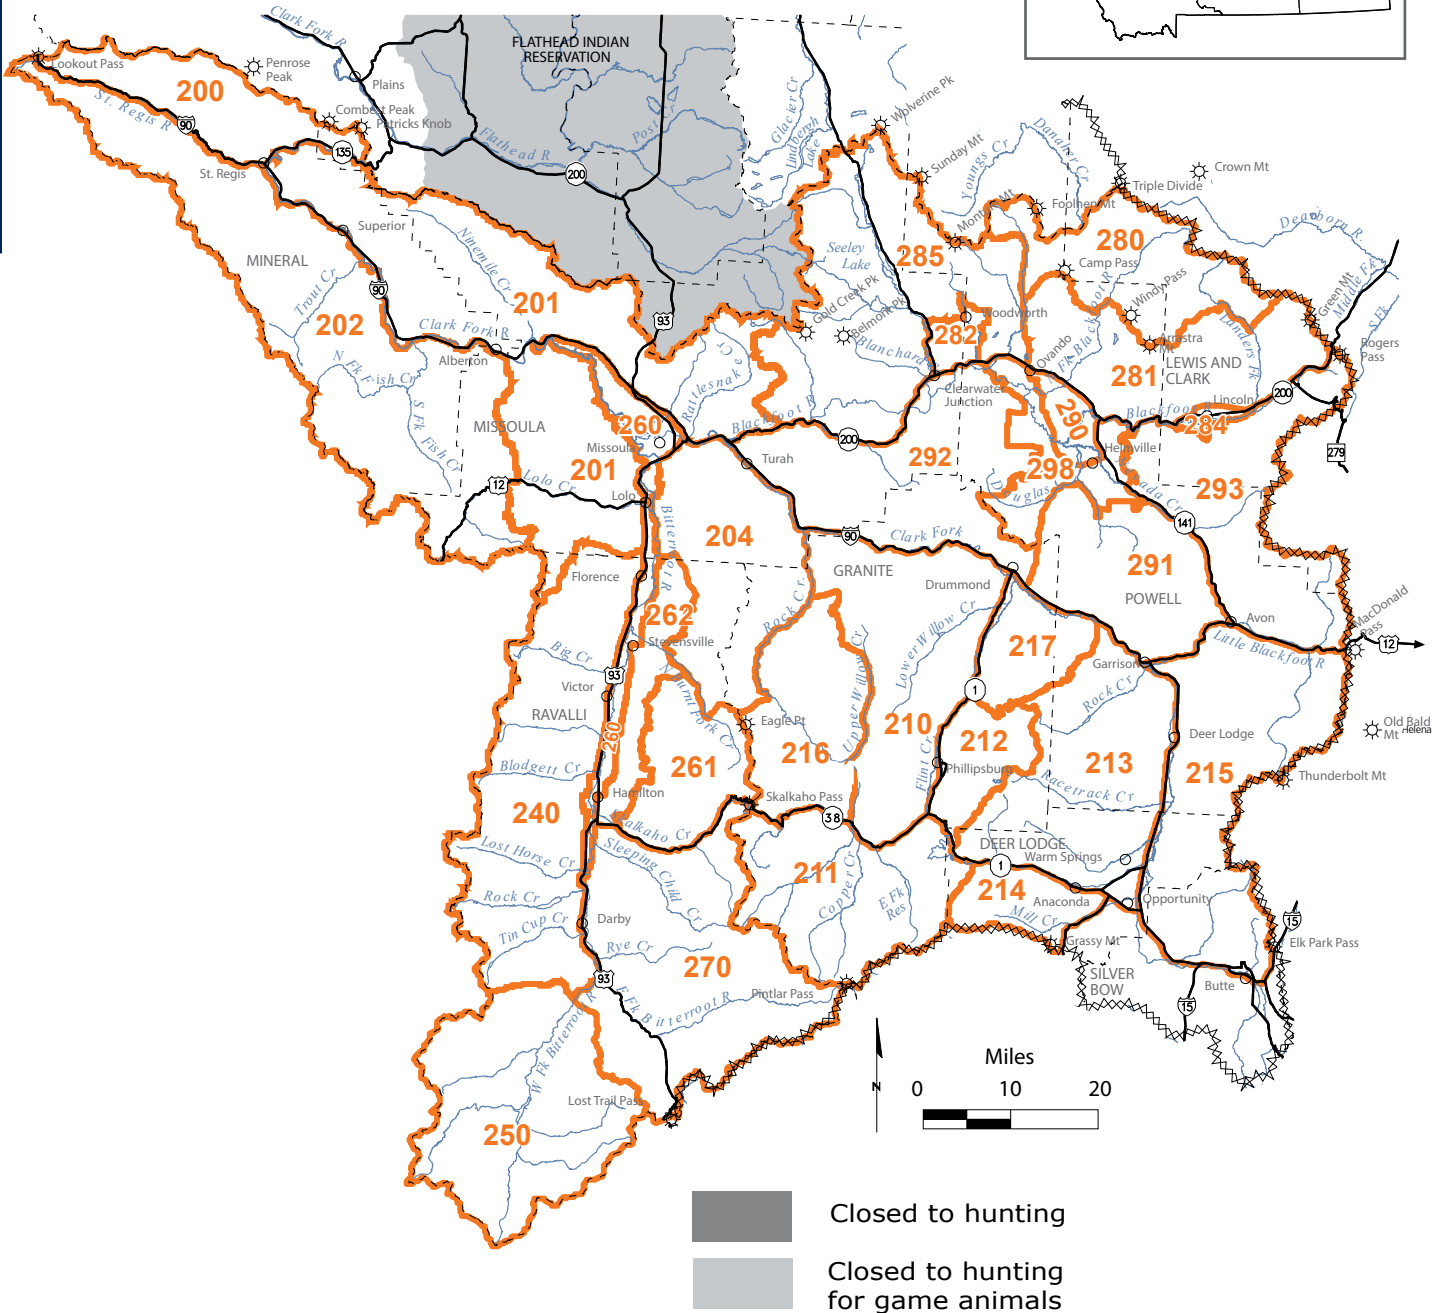 Clark Fork R
FLATHEAD INDIAN
RESERVATION
Lookout Pass
Penrose
Peak
Plains
200
St. Regis R
90
Combest Peak
Patricks Knob
135
St. Regis
Flathead R
Post Cr
200
Glacier Cr
Lindbergh
Lake
Wolverine Pk
Sunday Mt
Youngs Cr
Danaher Cr
Crown Mt
Triple Divide
Foolhen Mt
Dearborn R.
Superior
MINERAL
Ninemile Cr
Seeley
Lake
285
280
Camp Pass
Trout Cr
90
201
Gold Creek Pk
Belmont Pk
Windy Pass
Green Mt
Middle Fk
S Fk
202
Clark Fork R
93
282
Woodworth
Ovando
Landers Fk
Rogers
Pass
Alberton
Rattlesnake Cr
Blanchard
281
LEWIS AND
CLARK
N Fk Fish Cr
S Fk Fish Cr
Clearwater
Junction
Lincoln
200
MISSOULA
260
Missoula
Blackfoot R
200
290
Blackfoot R
284
279
Turah
292
Helmville
298
12
Lolo Cr
201
Lolo
Douglas
293
Bitterroot R
204
90
Clark Fork
141
Florence
GRANITE
Drummond
291
POWELL
262
Rock Cr.
Lower Willow Cr
Avon
MacDonald
Pass
12
Stevensville
217
Garrison
Little Blackfoot R
Big Cr
93
Victor
N Burnt Fork Cr
1
Rock Cr
RAVALLI
Eagle Pt
Upper Willow Cr
210
Old Bald
Mt
Helena
260
261
216
Flint Cr
212
Phillipsburg
213
Deer Lodge
215
Blodgett Cr
Racetrack Cr
Thunderbolt Mt
Hamilton
Skalkaho Pass
240
Skalkaho Cr
38
Lost Horse Cr
Sleeping Child Cr
DEER LODGE
Warm Springs
1
211
Copper Cr
E Fk
Res
214
Anaconda
Opportunity
Rock Cr
Mill Cr
Tin Cup Cr
Darby
15
Rye Cr
Grassy Mt
Elk Park Pass
93
270
SILVER
BOW
Butte
E Fk Bitterroot R
Pintlar Pass
15
W Fk Bitterroot R
Miles
N
0 10 20
Lost Trail Pass
250
Closed to hunting
Closed to hunting
for game animals